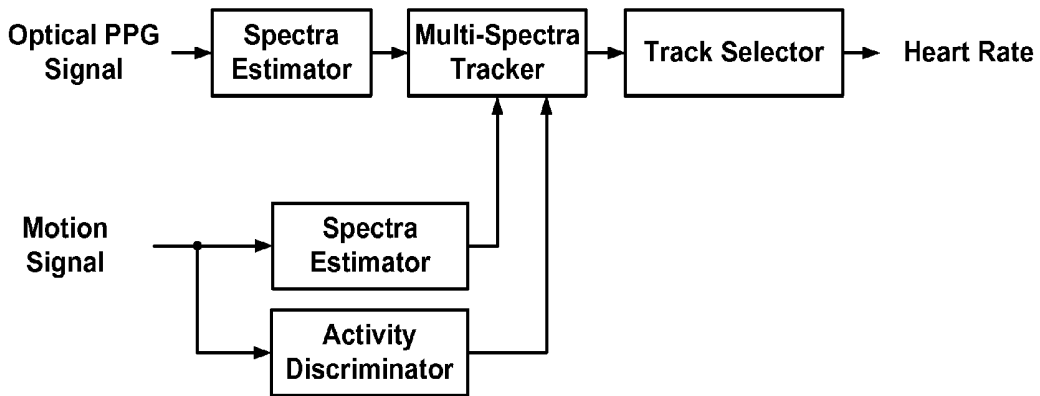 Optical PPG
Signal
Spectra
Estimator
Multi-Spectra
Tracker
Track Selector
Heart Rate
Motion
Signal
Spectra
Estimator
Activity
Discriminator